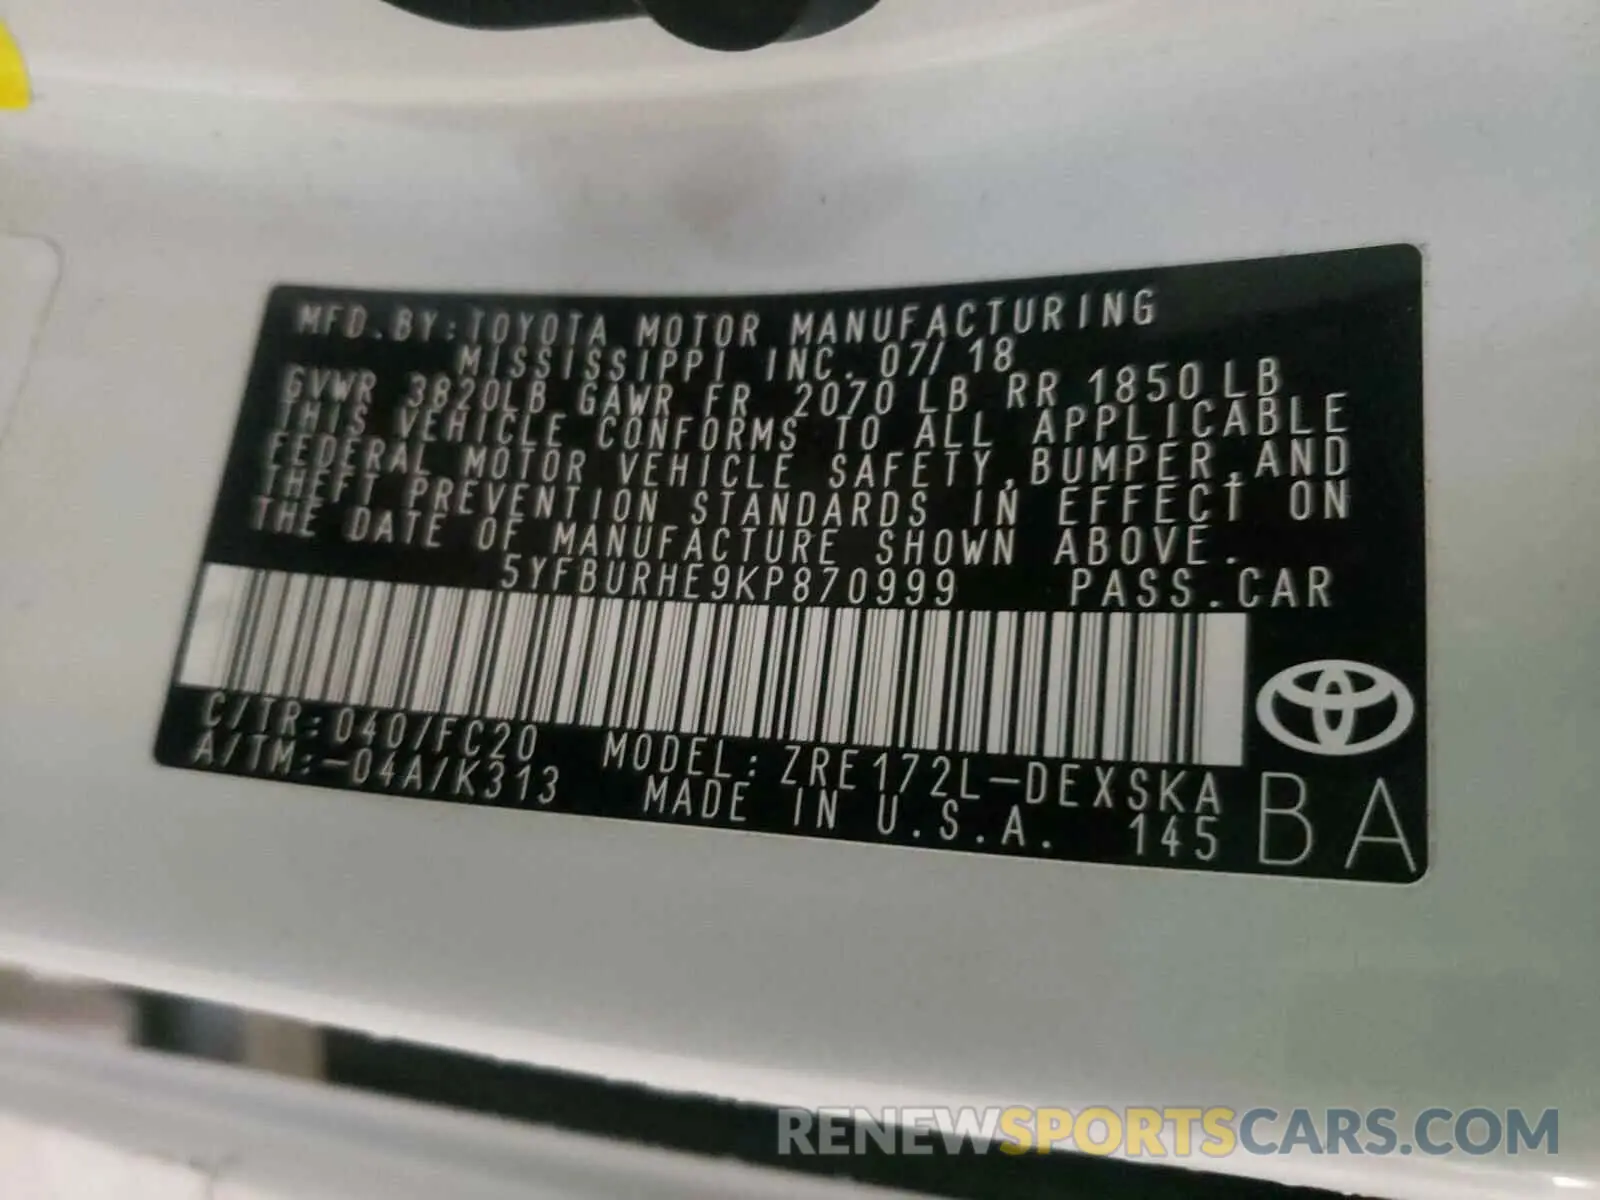 MFD.BY:TOYOTA MOTOR MANUFACTURING
MISSISSIPPI INC. 07/18
GVWR 3820LB GAWR FR 2070LB RR 1850LB
THIS VEHICLE CONFORMS TO ALL APPLICABLE
FEDERAL MOTOR VEHICLE SAFETY,BUMPER,AND
THEFT PREVENTION STANDARDS IN EFFECT ON
THE DATE OF MANUFACTURE SHOWN ABOVE.
5YFBURHE9KP870999 PASS.CAR
C/TR:040/FC20 MODEL:ZRE172L-DEXSKA
A/TM:-04A/K313 MADE IN U.S.A. 145
BA
RENEWSPORTSCARS.COM